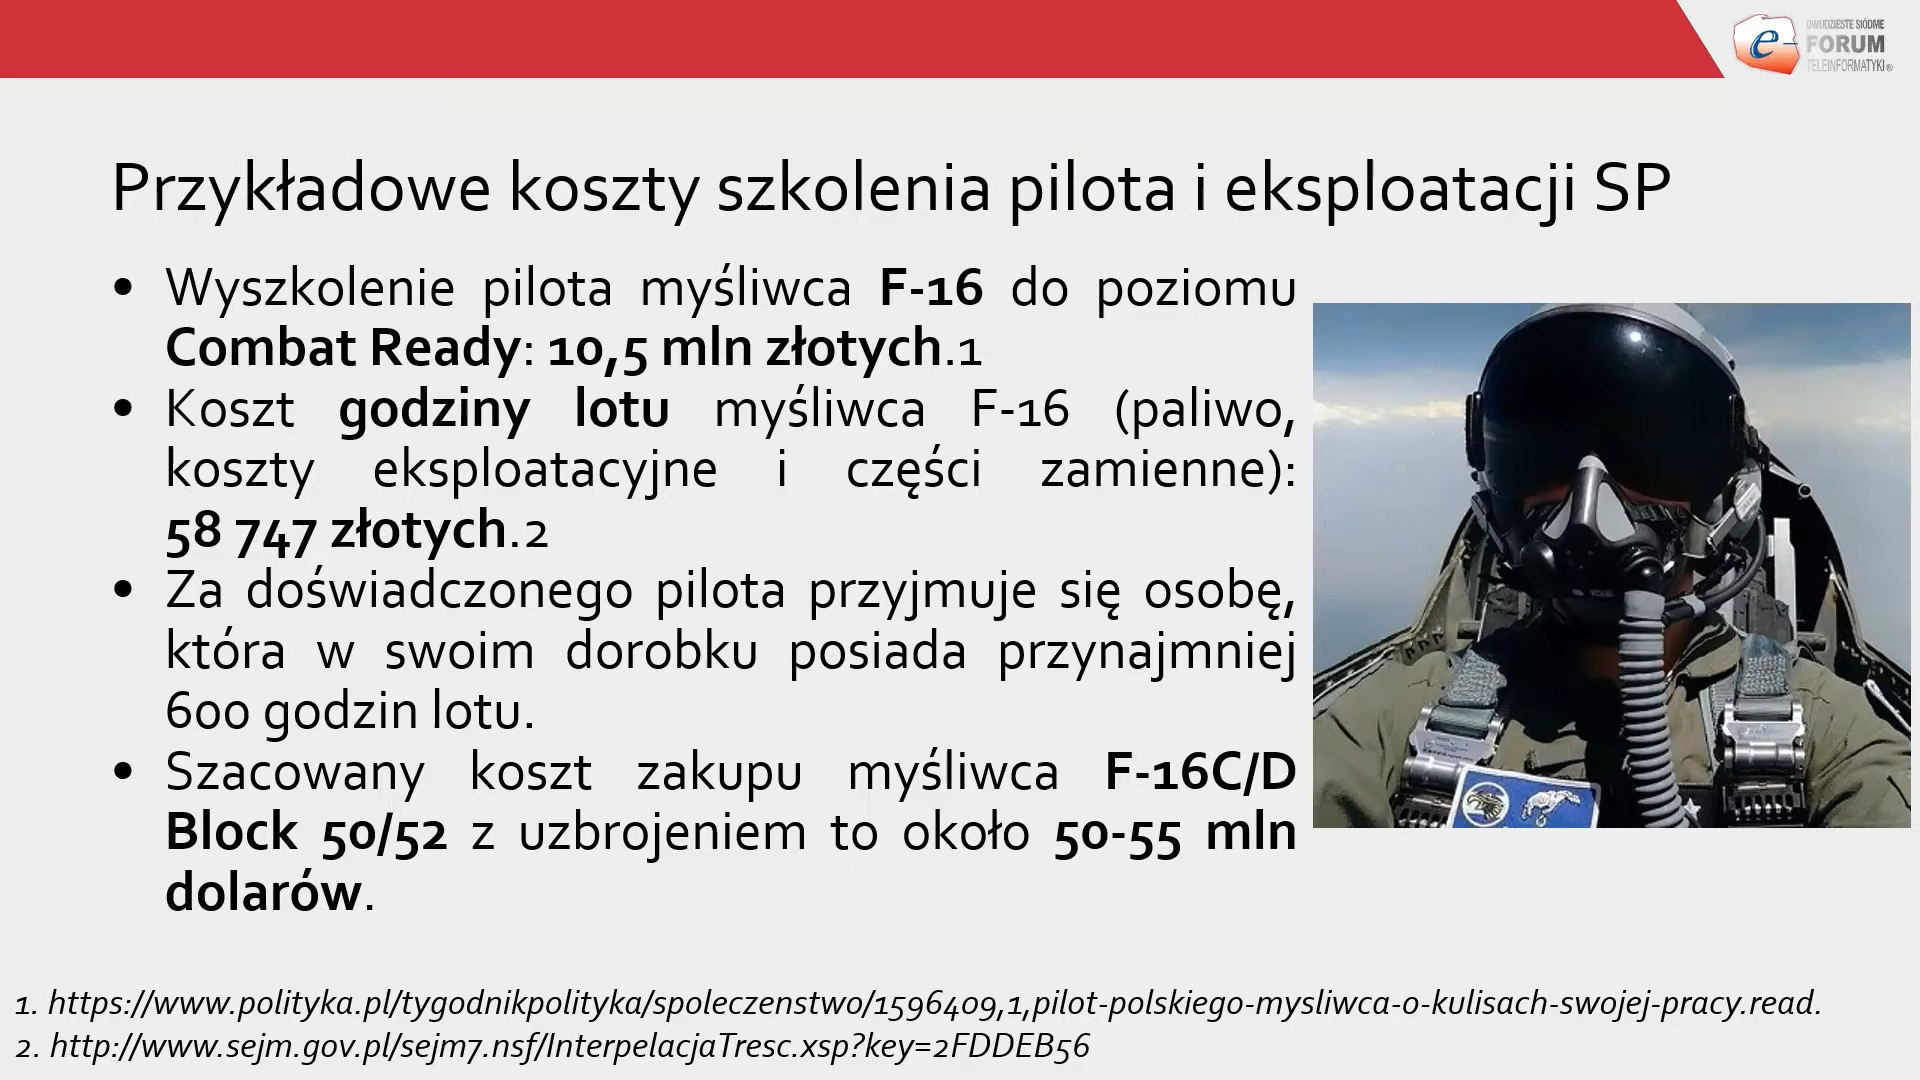 DWUDZIESTE SIÓDME
FORUM
TELEINFORMATYKI®
Przykładowe koszty szkolenia pilota i eksploatacji SP
• Wyszkolenie pilota myśliwca F-16 do poziomu
Combat Ready: 10,5 mln złotych.1
• Koszt godziny lotu myśliwca F-16 (paliwo,
koszty eksploatacyjne i części zamienne):
58 747 złotych.2
• Za doświadczonego pilota przyjmuje się osobę,
która w swoim dorobku posiada przynajmniej
600 godzin lotu.
• Szacowany koszt zakupu myśliwca F-16C/D
Block 50/52 z uzbrojeniem to około 50-55 mln
dolarów.
1. https://www.polityka.pl/tygodnikpolityka/spoleczenstwo/1596409,1,pilot-polskiego-mysliwca-o-kulisach-swojej-pracy.read.
2. http://www.sejm.gov.pl/sejm7.nsf/InterpelacjaTresc.xsp?key=2FDDEB56